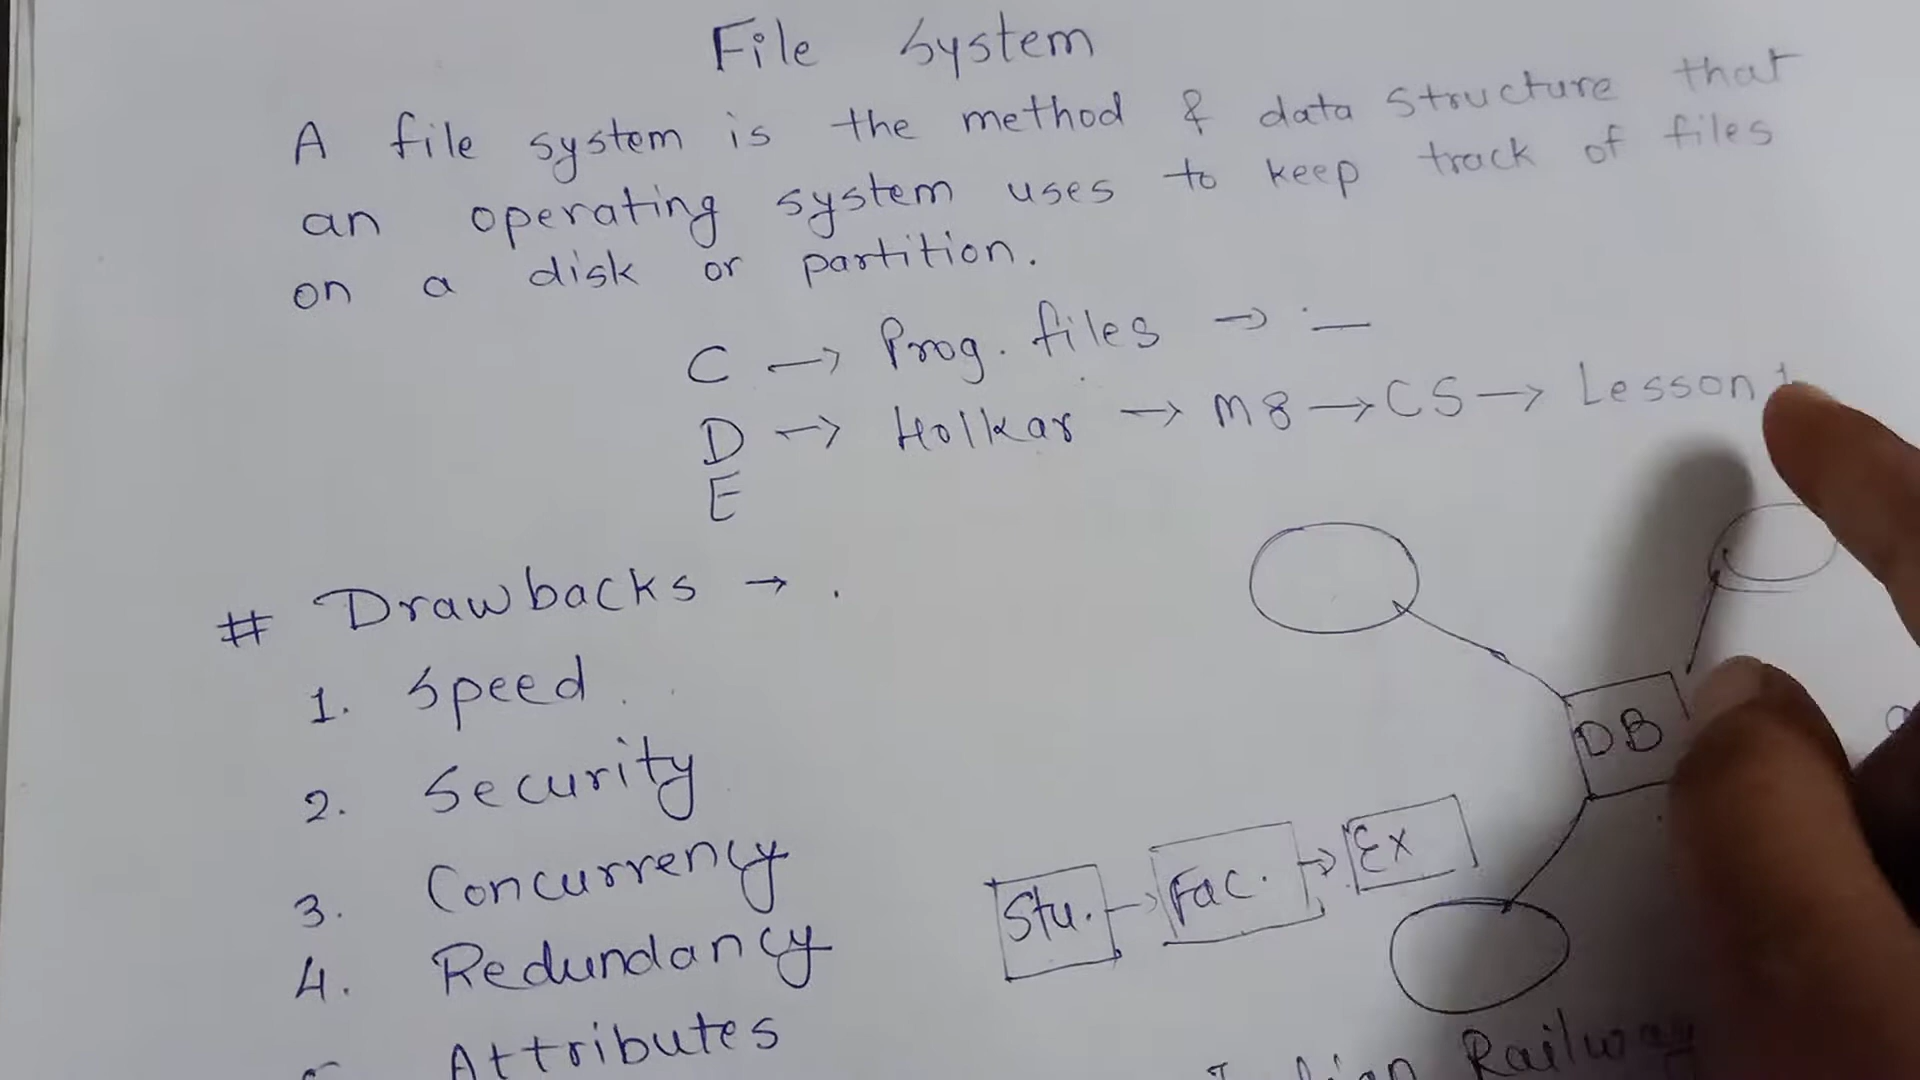 File System
A file system is the method & data structure that
an operating system uses to keep track of files
on a disk or partition.
C → Prog. files → —
D → Holkar → M8 → CS → Lesson 1
E
# Drawbacks →
1. Speed
2. Security
3. Concurrency
4. Redundancy
Attributes
DB
Stu. → Fac. → Ex
Indian Railway